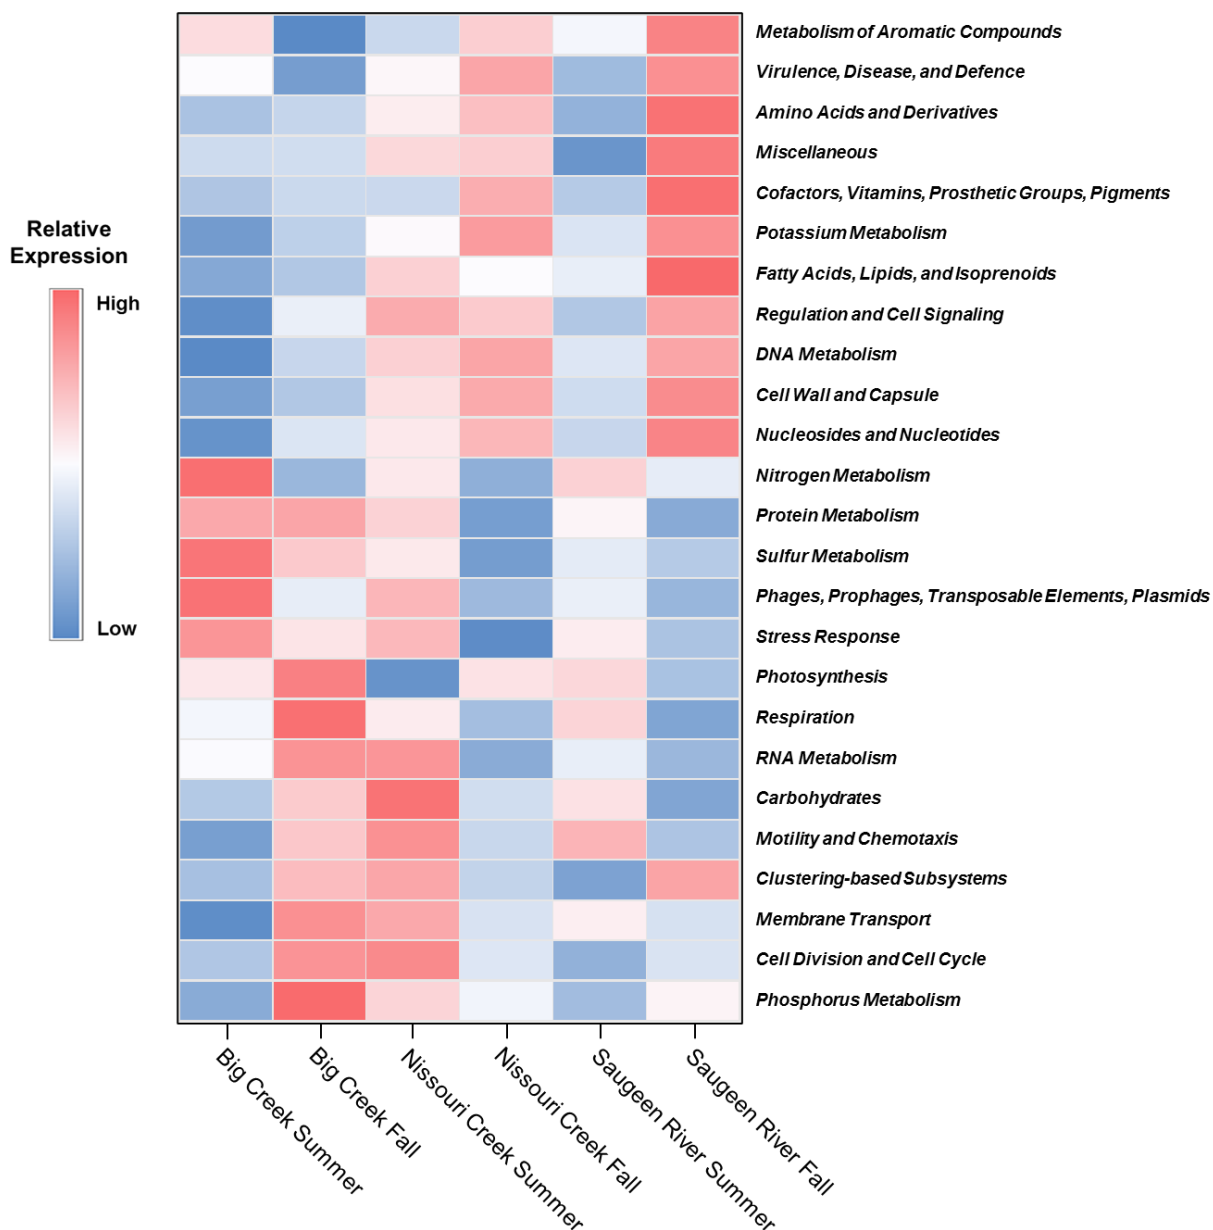 Relative
Expression
High
Low
Metabolism of Aromatic Compounds
Virulence, Disease, and Defence
Amino Acids and Derivatives
Miscellaneous
Cofactors, Vitamins, Prosthetic Groups, Pigments
Potassium Metabolism
Fatty Acids, Lipids, and Isoprenoids
Regulation and Cell Signaling
DNA Metabolism
Cell Wall and Capsule
Nucleosides and Nucleotides
Nitrogen Metabolism
Protein Metabolism
Sulfur Metabolism
Phages, Prophages, Transposable Elements, Plasmids
Stress Response
Photosynthesis
Respiration
RNA Metabolism
Carbohydrates
Motility and Chemotaxis
Clustering-based Subsystems
Membrane Transport
Cell Division and Cell Cycle
Phosphorus Metabolism
Big Creek Summer
Big Creek Fall
Nissouri Creek Summer
Nissouri Creek Fall
Saugeen River Summer
Saugeen River Fall